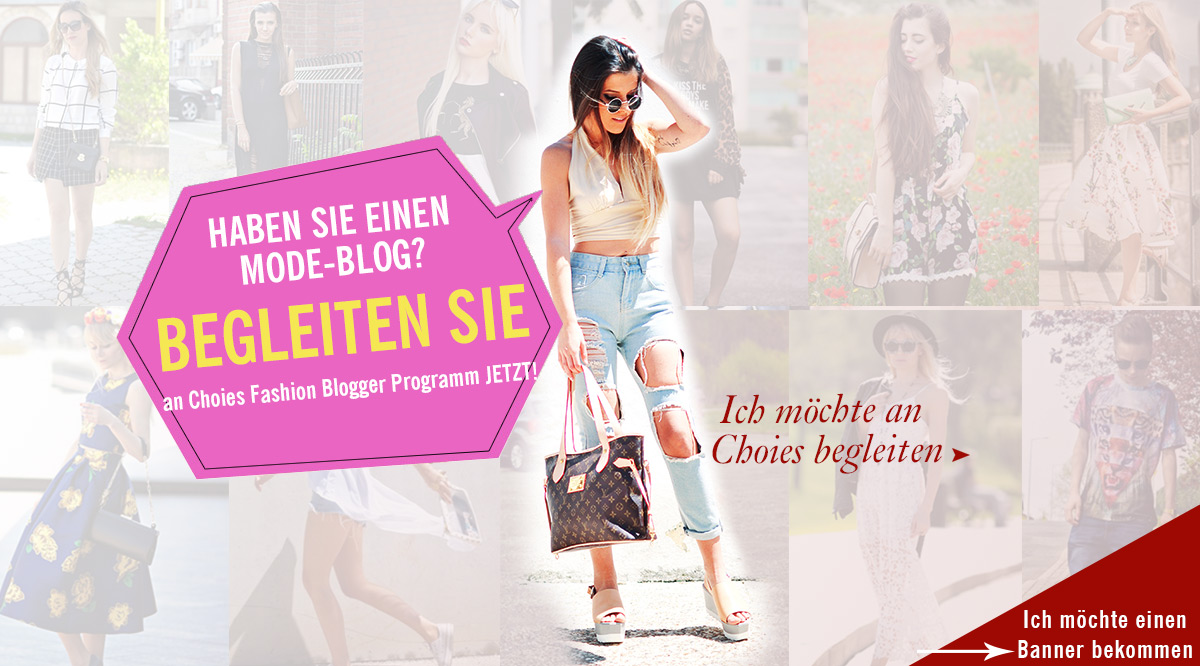 HABEN SIE EINEN
MODE-BLOG?
BEGLEITEN SIE
an Choies Fashion Blogger Programm JETZT!
Ich möchte an
Choies begleiten
Ich möchte einen
Banner bekommen